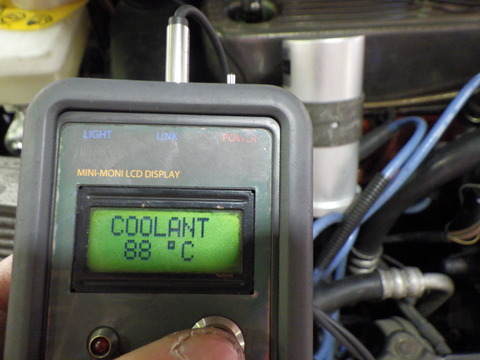 LIGHT LINK POWER
MINI-MONI LCD DISPLAY
COOLANT
88 °C